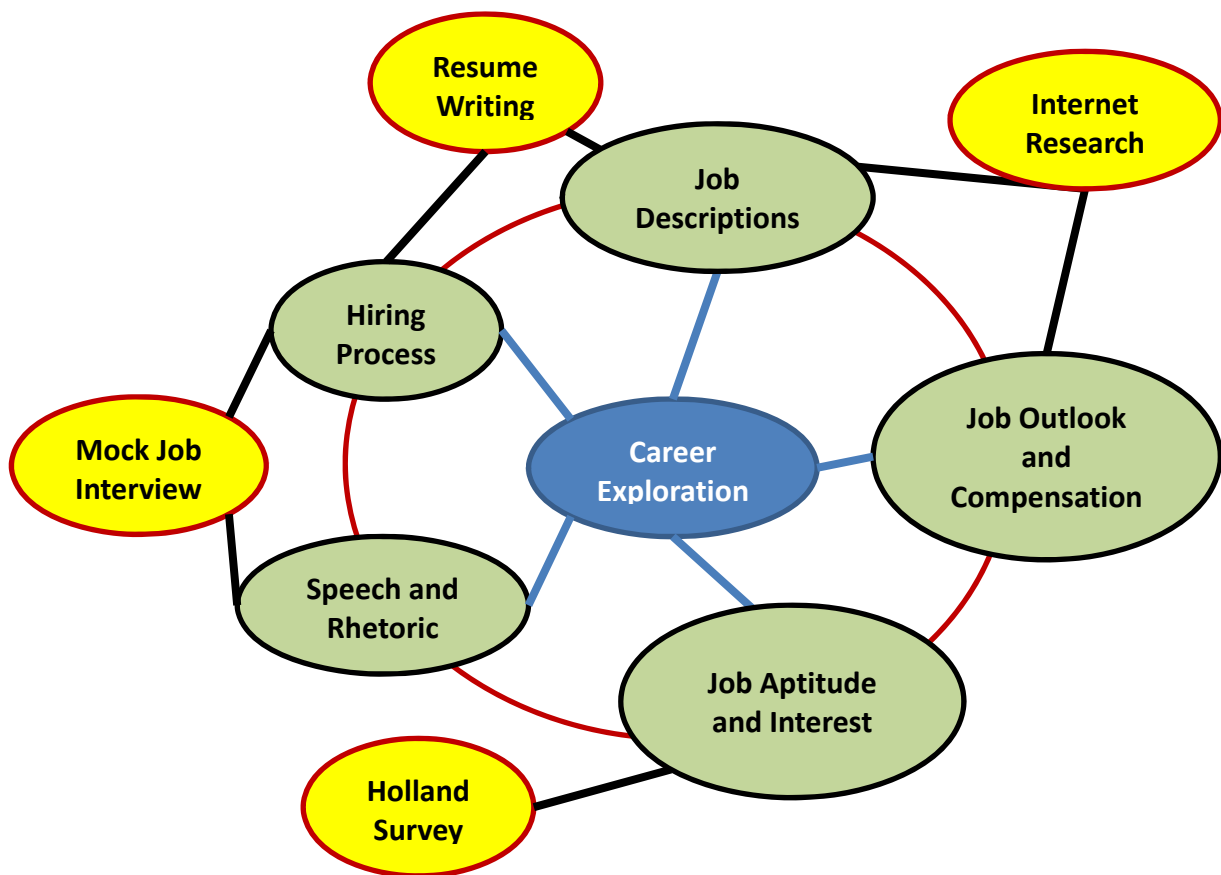 Resume
Writing
Internet
Research
Job
Descriptions
Hiring
Process
Job Outlook
and
Compensation
Mock Job
Interview
Career
Exploration
Speech and
Rhetoric
Job Aptitude
and Interest
Holland
Survey